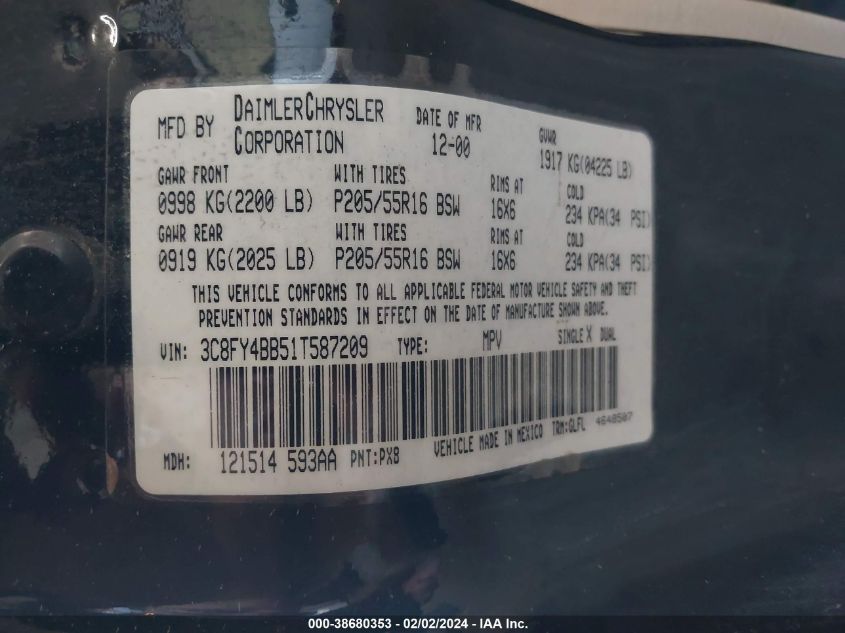 MFD BY DAIMLERCHRYSLER CORPORATION DATE OF MFR 12-00 GVWR 1917 KG(04225 LB)
GAWR FRONT WITH TIRES RIMS AT COLD
0998 KG(2200 LB) P205/55R16 BSW 16X6 234 KPA(34 PSI)
GAWR REAR WITH TIRES RIMS AT COLD
0919 KG(2025 LB) P205/55R16 BSW 16X6 234 KPA(34 PSI)
THIS VEHICLE CONFORMS TO ALL APPLICABLE FEDERAL MOTOR VEHICLE SAFETY AND THEFT
PREVENTION STANDARDS IN EFFECT ON THE DATE OF MANUFACTURE SHOWN ABOVE.
VIN: 3C8FY4BB51T587209 TYPE: MPV SINGLE X DUAL
MDH: 121514 593AA PNT:PX8 VEHICLE MADE IN MEXICO TRM:QLFL 4648507
000-38680353 - 02/02/2024 - IAA Inc.